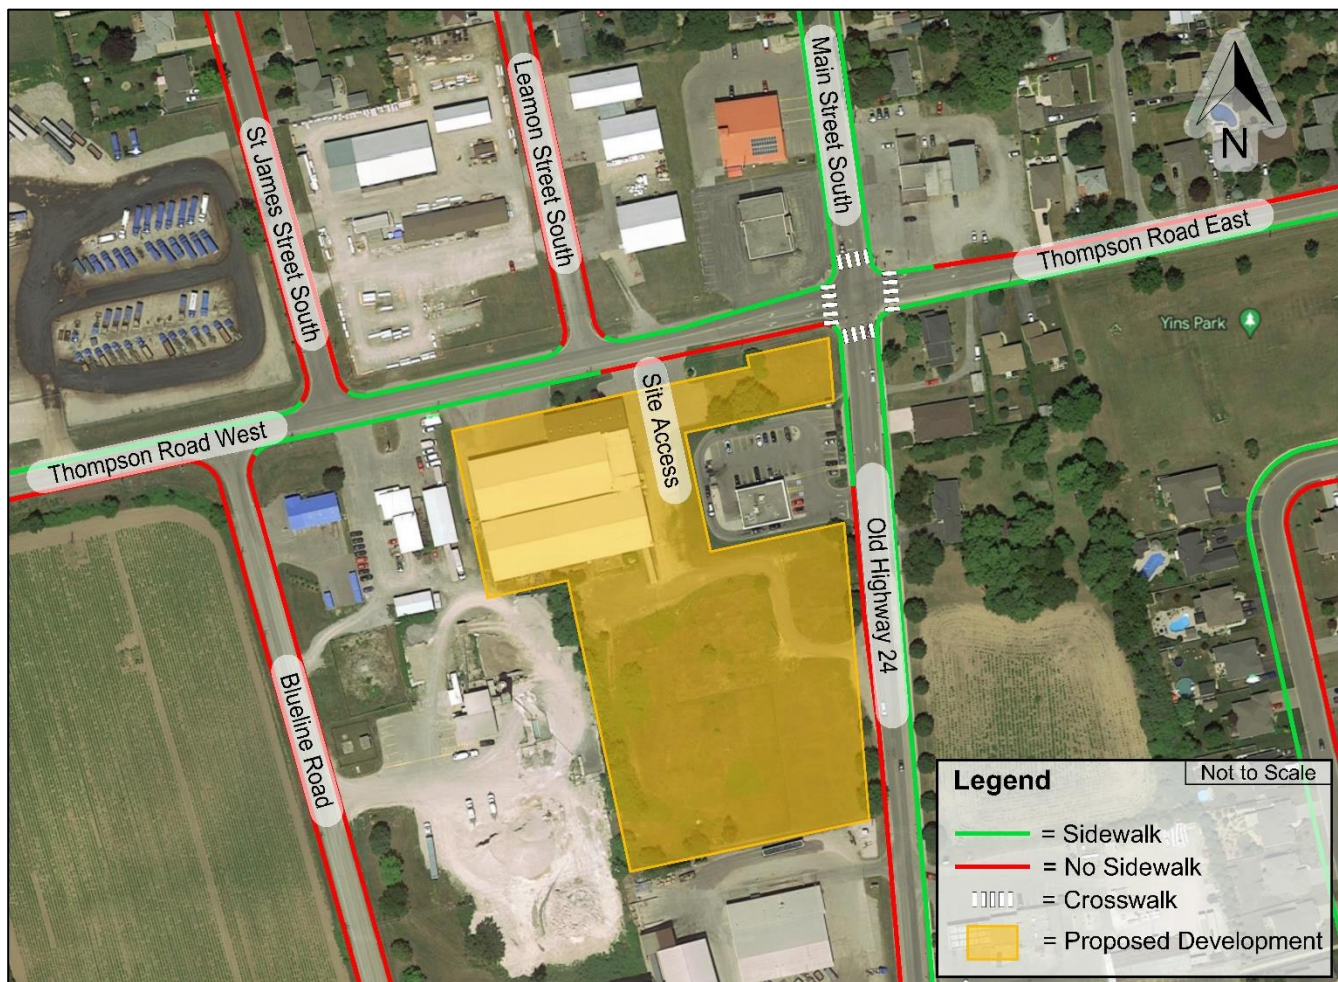 St James Street South
Leamon Street South
Main Street South
N
Thompson Road East
Yins Park
Thompson Road West
Site Access
Old Highway 24
Blueline Road
Legend
Not to Scale
= Sidewalk
= No Sidewalk
= Crosswalk
= Proposed Development